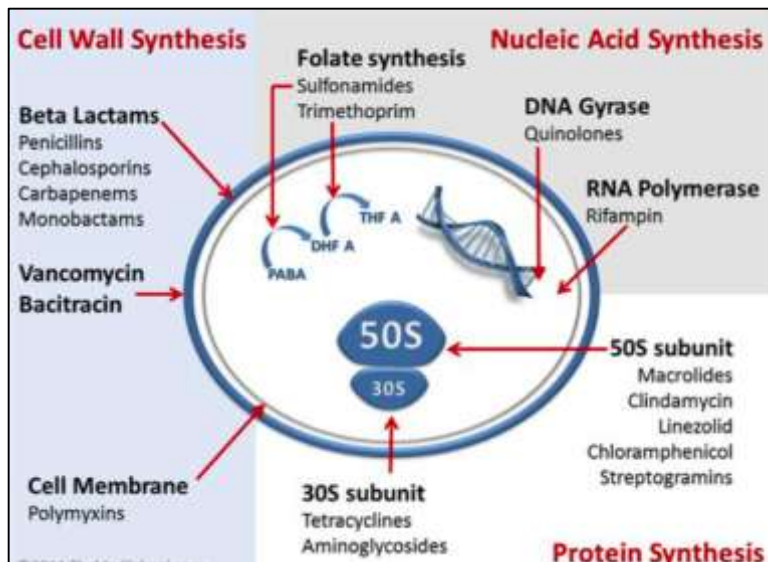 Cell Wall Synthesis
Nucleic Acid Synthesis
Folate synthesis
Sulfonamides
Trimethoprim
Beta Lactams
Penicillins
Cephalosporins
Carbapenems
Monobactams
DNA Gyrase
Quinolones
RNA Polymerase
Rifampin
THF A
DHF A
PABA
Vancomycin
Bacitracin
50S
30S
50S subunit
Macrolides
Clindamycin
Linezolid
Chloramphenicol
Streptogramins
Cell Membrane
Polymyxins
30S subunit
Tetracyclines
Aminoglycosides
Protein Synthesis